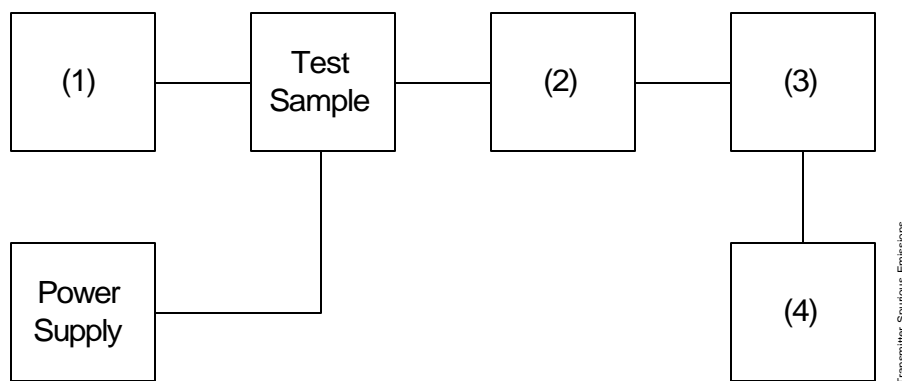 (1)
Test
Sample
(2)
(3)
Power
Supply
(4)
Transmitter Spurious Emissions